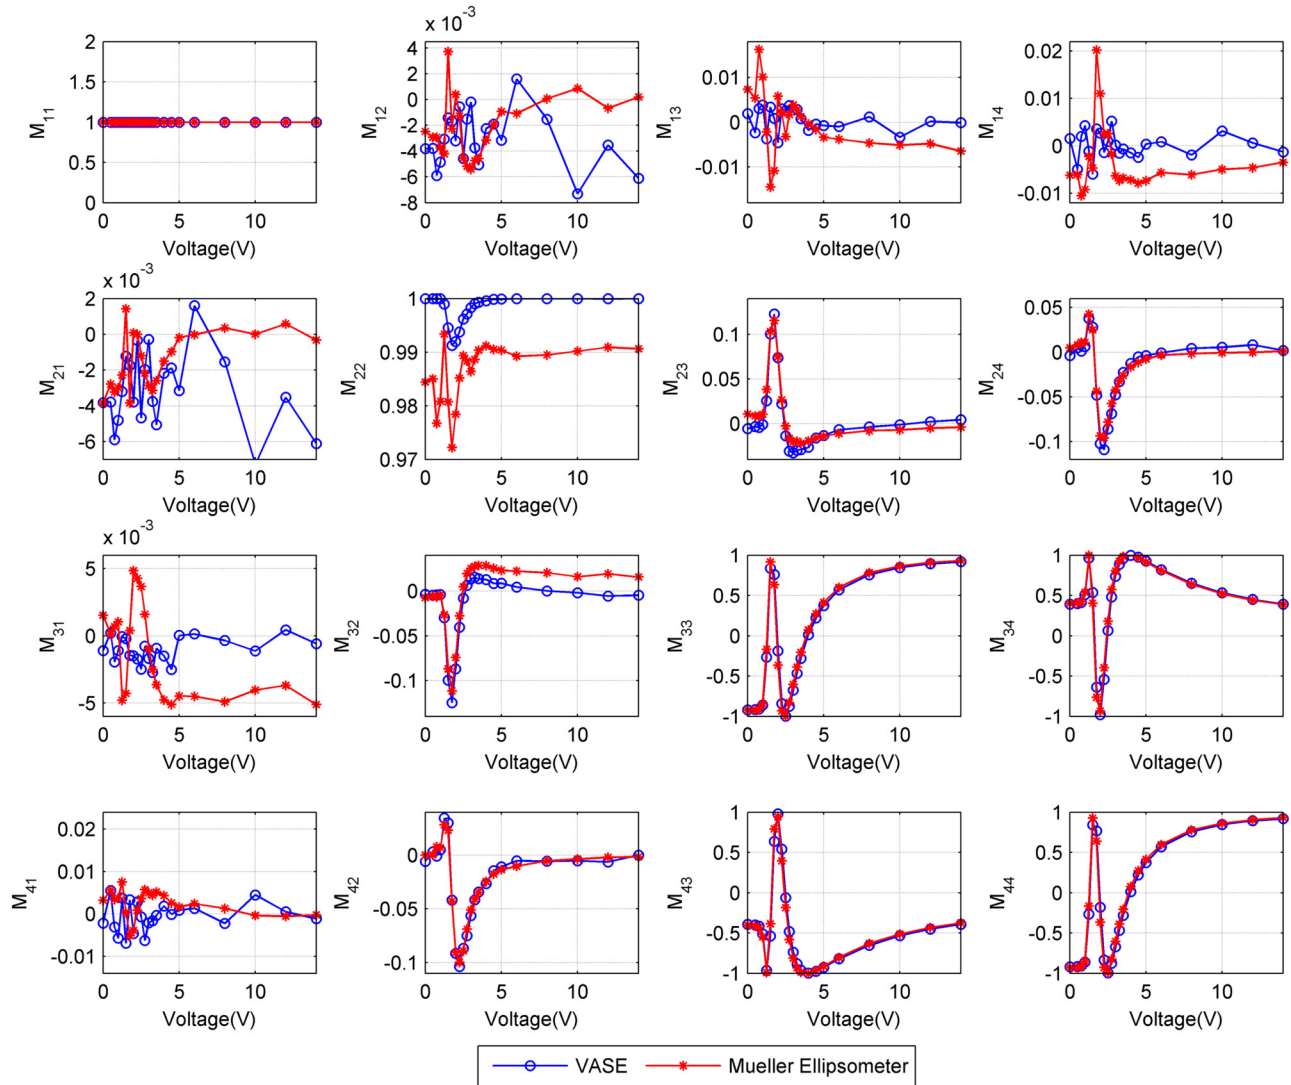 x 10⁻³
2
1.5
1
0.5
0
M₁₁
0 5 10
Voltage(V)
4
2
0
-2
-4
-6
-8
M₁₂
0 5 10
Voltage(V)
0.01
0
-0.01
M₁₃
0 5 10
Voltage(V)
0.02
0.01
0
-0.01
M₁₄
0 5 10
Voltage(V)
x 10⁻³
2
0
-2
-4
-6
M₂₁
0 5 10
Voltage(V)
1
0.99
0.98
0.97
M₂₂
0 5 10
Voltage(V)
0.1
0.05
0
M₂₃
0 5 10
Voltage(V)
0.05
0
-0.05
-0.1
M₂₄
0 5 10
Voltage(V)
x 10⁻³
5
0
-5
M₃₁
0 5 10
Voltage(V)
0
-0.05
-0.1
M₃₂
0 5 10
Voltage(V)
1
0.5
0
-0.5
-1
M₃₃
0 5 10
Voltage(V)
1
0.5
0
-0.5
-1
M₃₄
0 5 10
Voltage(V)
0.02
0.01
0
-0.01
M₄₁
0 5 10
Voltage(V)
0
-0.05
-0.1
M₄₂
0 5 10
Voltage(V)
1
0.5
0
-0.5
-1
M₄₃
0 5 10
Voltage(V)
1
0.5
0
-0.5
-1
M₄₄
0 5 10
Voltage(V)
VASE Mueller Ellipsometer